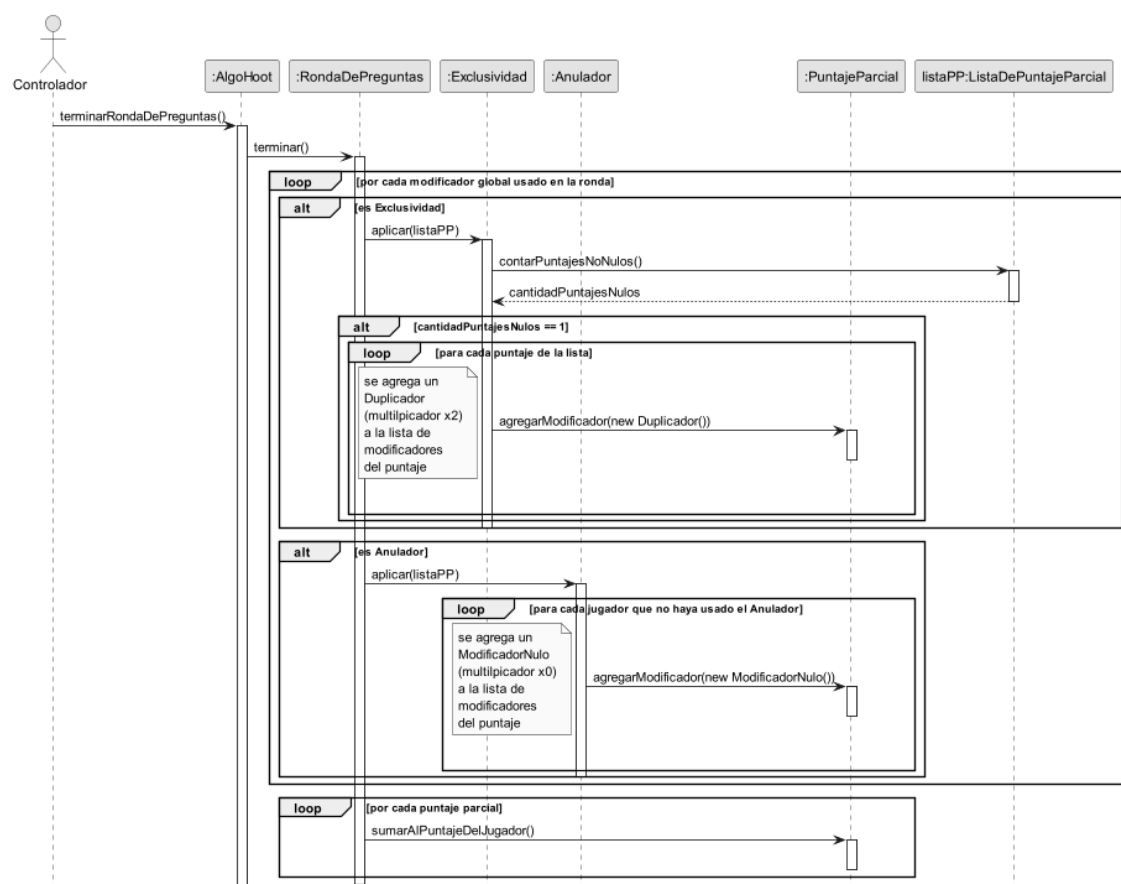 Controlador
:AlgoHoot
:RondaDePreguntas
:Exclusividad
:Anulador
:PuntajeParcial
listaPP:ListaDePuntajeParcial
terminarRondaDePreguntas()
terminar()
loop
[por cada modificador global usado en la ronda]
alt
[es Exclusividad]
aplicar(listaPP)
contarPuntajesNoNulos()
cantidadPuntajesNulos
alt
[cantidadPuntajesNulos == 1]
loop
[para cada puntaje de la lista]
se agrega un
Duplicador
(multilpicador x2)
a la lista de
modificadores
del puntaje
agregarModificador(new Duplicador())
alt
[es Anulador]
aplicar(listaPP)
loop
[para cada jugador que no haya usado el Anulador]
se agrega un
ModificadorNulo
(multilpicador x0)
a la lista de
modificadores
del puntaje
agregarModificador(new ModificadorNulo())
loop
[por cada puntaje parcial]
sumarAlPuntajeDelJugador()